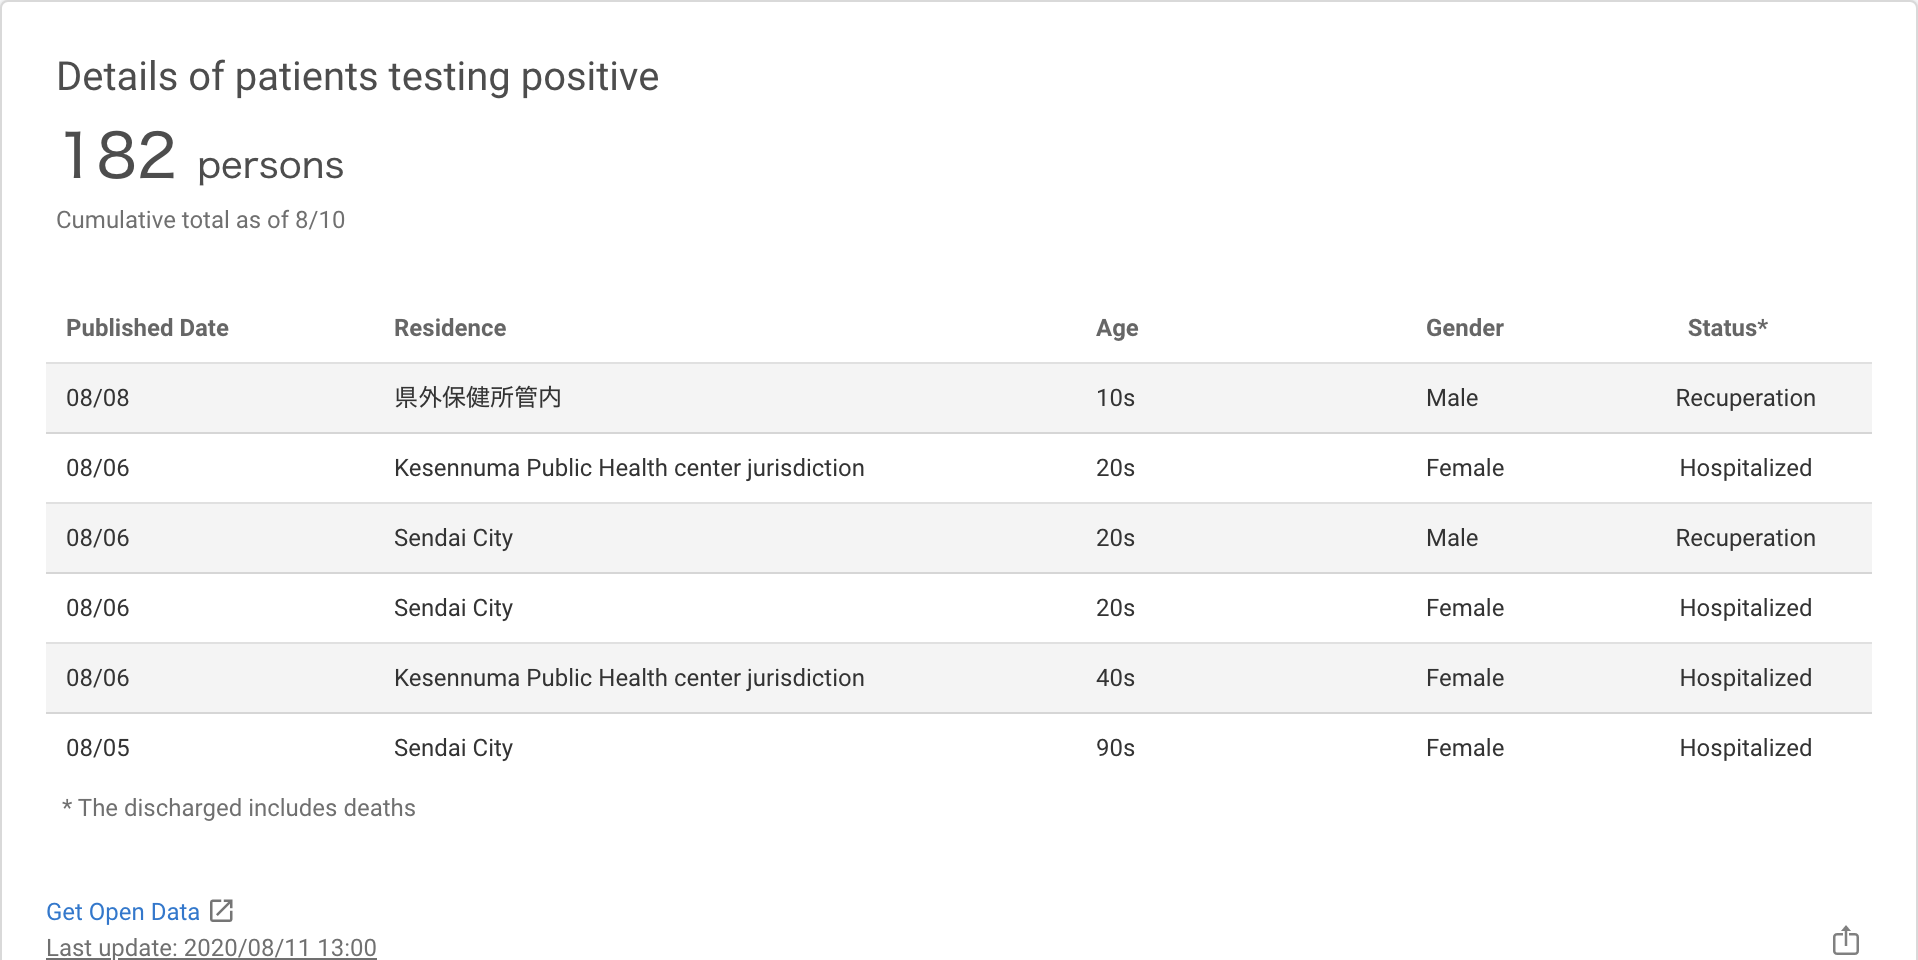 Details of patients testing positive
182 persons
Cumulative total as of 8/10
Published Date Residence Age Gender Status*
08/08 県外保健所管内 10s Male Recuperation
08/06 Kesennuma Public Health center jurisdiction 20s Female Hospitalized
08/06 Sendai City 20s Male Recuperation
08/06 Sendai City 20s Female Hospitalized
08/06 Kesennuma Public Health center jurisdiction 40s Female Hospitalized
08/05 Sendai City 90s Female Hospitalized
* The discharged includes deaths
Get Open Data
Last update: 2020/08/11 13:00